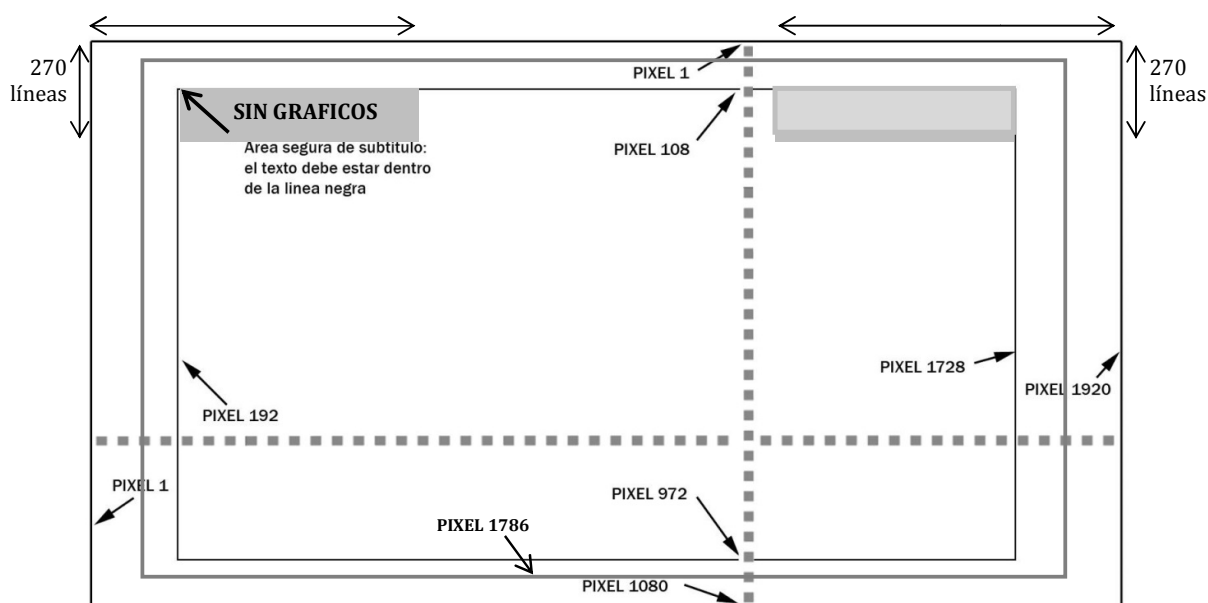 270
líneas
PIXEL 1
270
líneas
SIN GRAFICOS
Area segura de subtitulo:
el texto debe estar dentro
de la linea negra
PIXEL 108
PIXEL 1728
PIXEL 1920
PIXEL 192
PIXEL 1
PIXEL 972
PIXEL 1786
PIXEL 1080